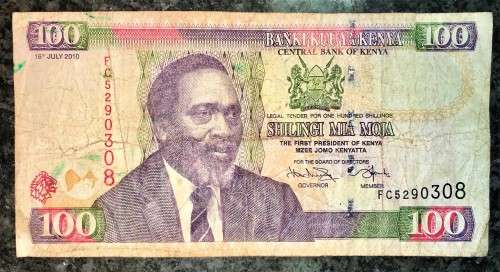 100
BANKI KUU YA KENYA
100
CENTRAL BANK OF KENYA
16TH JULY 2010
FC5290308
LEGAL TENDER FOR ONE HUNDRED SHILLINGS
SHILINGI MIA MOJA
THE FIRST PRESIDENT OF KENYA
MZEE JOMO KENYATTA
FOR THE BOARD OF DIRECTORS
GOVERNOR
MEMBER
FC5290308
100
100